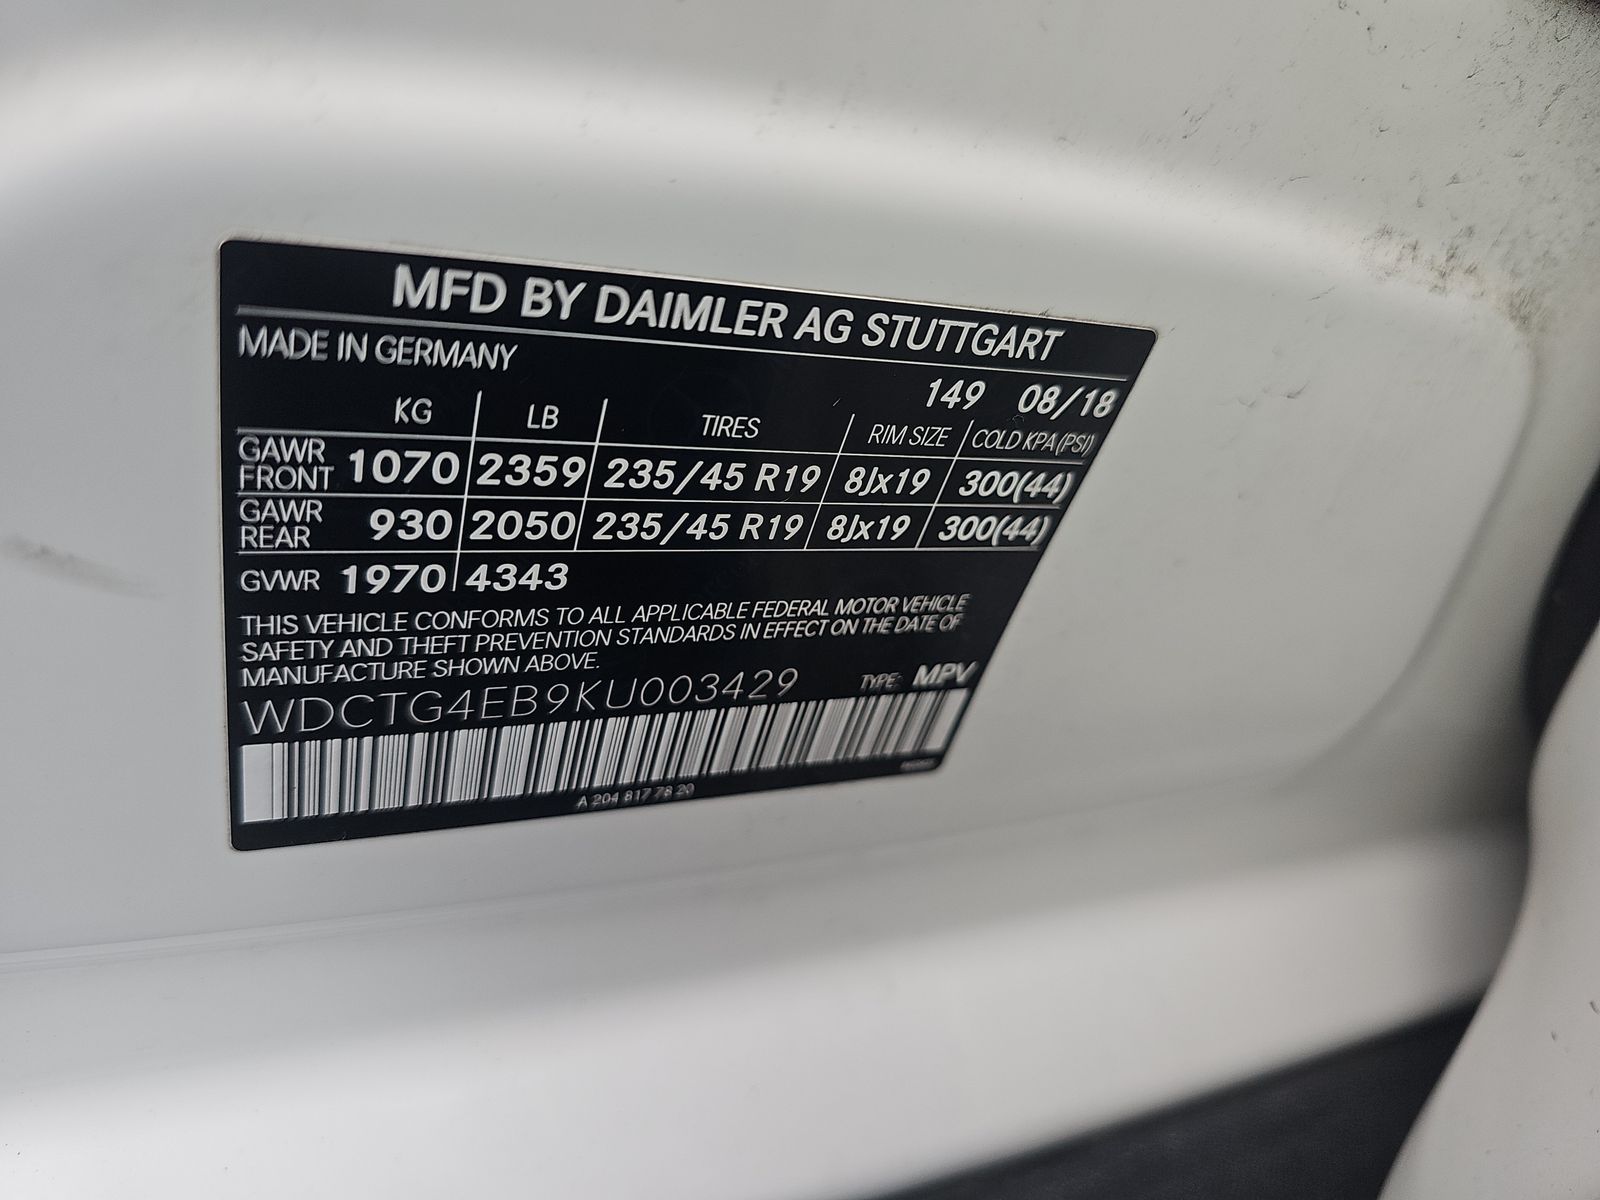 MFD BY DAIMLER AG STUTTGART
MADE IN GERMANY
149 08/18
KG LB TIRES RIM SIZE COLD KPA (PSI)
GAWR FRONT 1070 2359 235/45 R19 8Jx19 300(44)
GAWR REAR 930 2050 235/45 R19 8Jx19 300(44)
GVWR 1970 4343
THIS VEHICLE CONFORMS TO ALL APPLICABLE FEDERAL MOTOR VEHICLE
SAFETY AND THEFT PREVENTION STANDARDS IN EFFECT ON THE DATE OF
MANUFACTURE SHOWN ABOVE.
WDCTG4EB9KU003429 TYPE: MPV
A 204 817 78 20